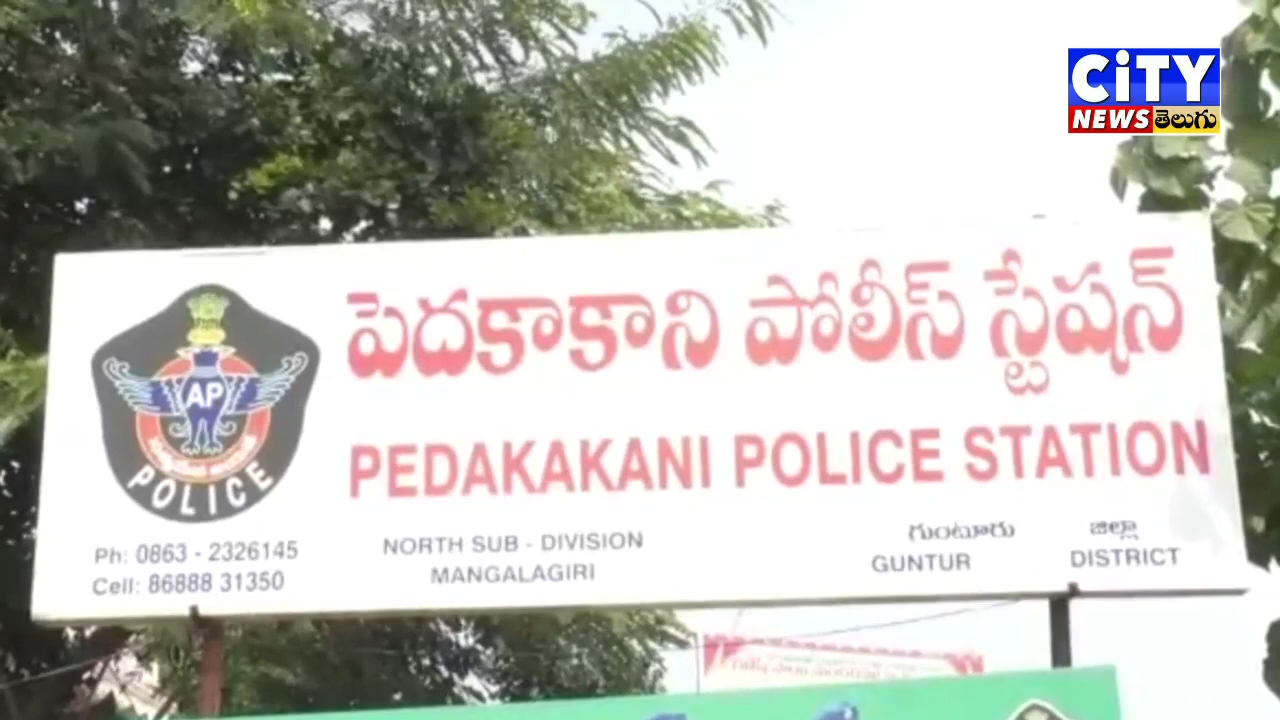 CiTY
NEWS తెలుగు
పెదకాకాని పోలీస్ స్టేషన్
AP
POLICE
PEDAKAKANI POLICE STATION
Ph: 0863 - 2326145
Cell: 86888 31350
NORTH SUB - DIVISION
MANGALAGIRI
గుంటూరు జిల్లా
GUNTUR DISTRICT